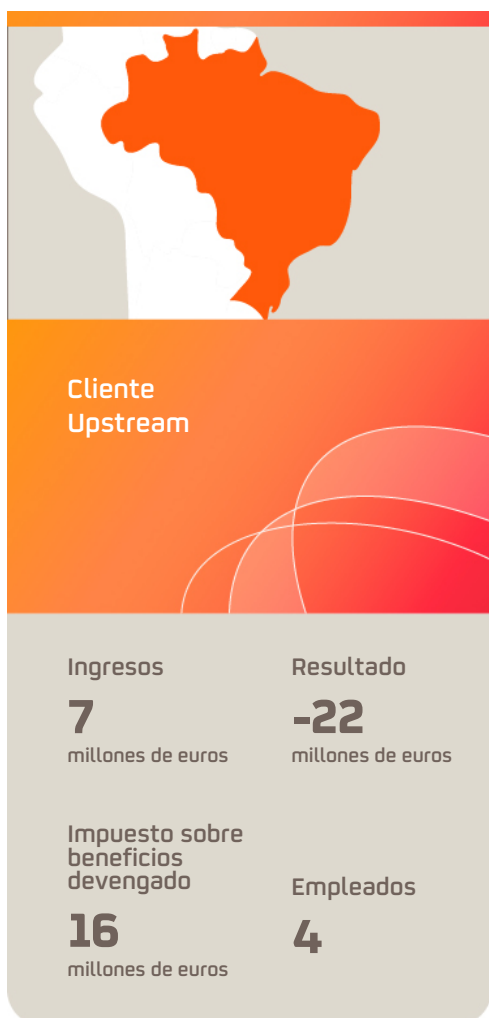 Cliente
Upstream
Ingresos
7
millones de euros
Resultado
-22
millones de euros
Impuesto sobre
beneficios
devengado
16
millones de euros
Empleados
4